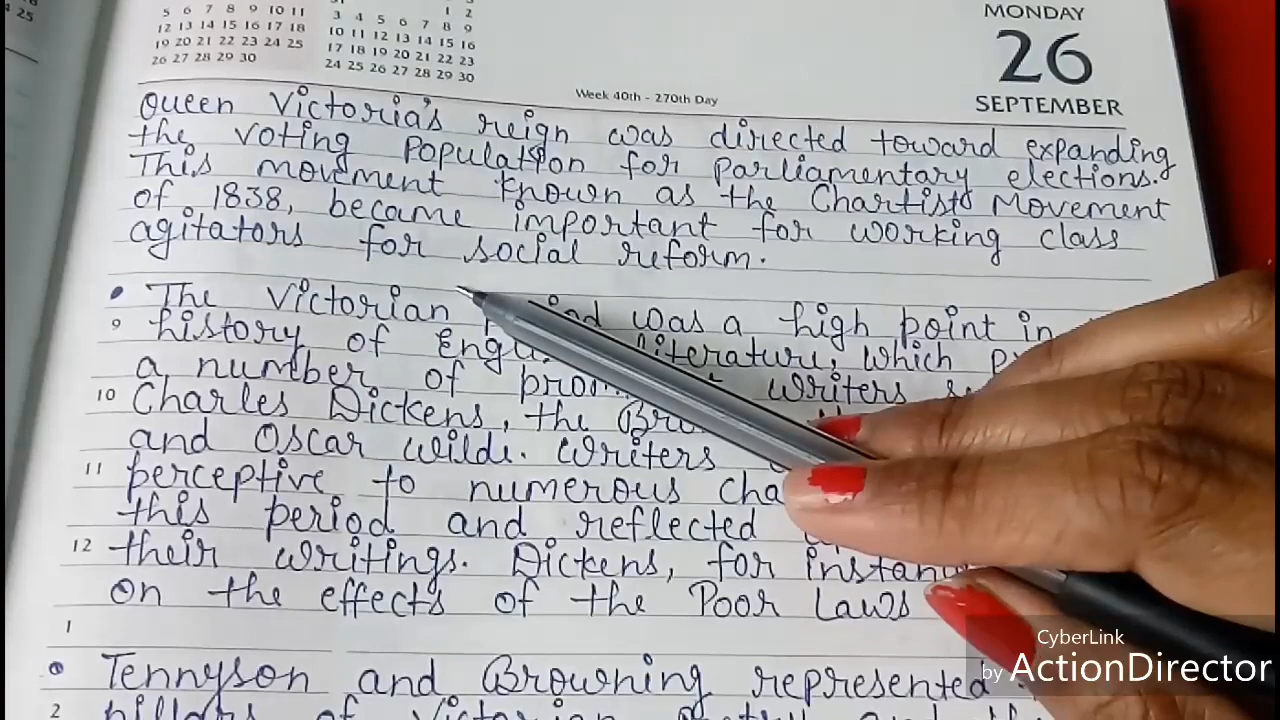 25
5 6 7 8 9 10 11
12 13 14 15 16 17 18
19 20 21 22 23 24 25
26 27 28 29 30
31 1 2
3 4 5 6 7 8 9
10 11 12 13 14 15 16
17 18 19 20 21 22 23
24 25 26 27 28 29 30
MONDAY
26
SEPTEMBER
Week 40th - 270th Day
Queen Victoria's reign was directed toward expanding
the voting population for parliamentary elections.
This movement known as the Chartist Movement
of 1838, became important for working class
agitators for social reform.
• The Victorian was a high point in
9 history of literature, which
a number of writers
10 Charles Dickens, the
and Oscar wilde. Writers
11 perceptive to numerous
this period and reflected
12 their writings. Dickens, for
on the effects of the Poor Laws
1
• Tennyson and Browning represented
2 of Victorian
CyberLink
by ActionDirector